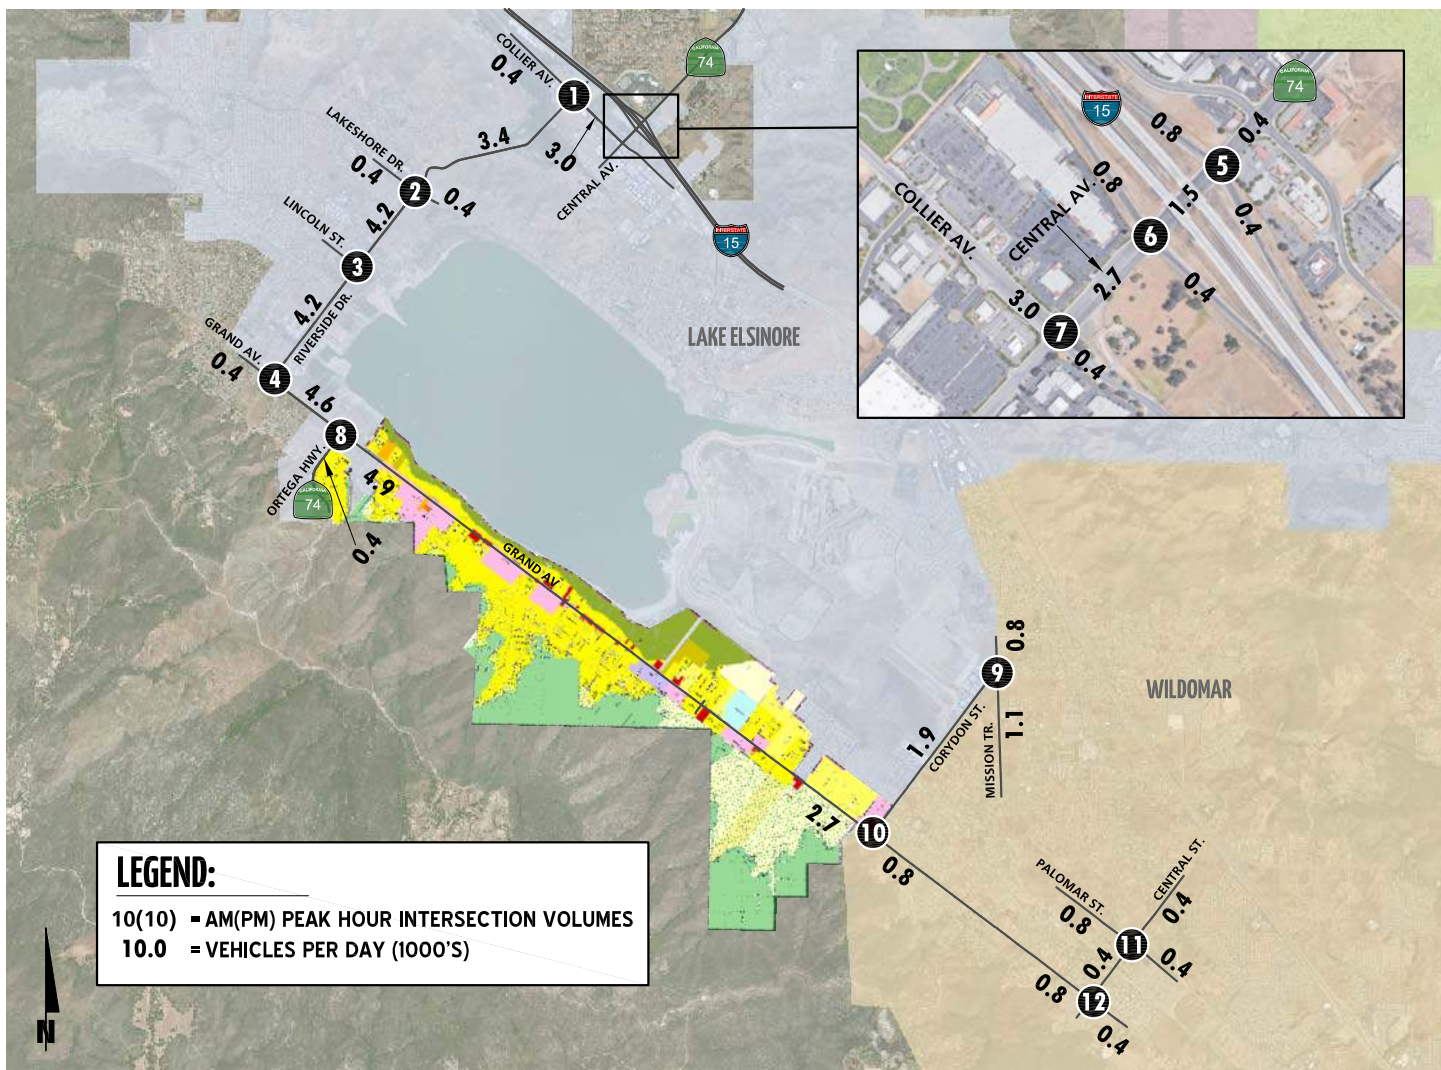 COLLIER AV.
0.4
1
CALIFORNIA
74
LAKESHORE DR.
0.4
3.4
3.0
CENTRAL AV.
2
0.4
LINCOLN ST.
4.2
3
INTERSTATE
15
4.2
RIVERSIDE DR.
GRAND AV.
0.4
4
4.6
LAKE ELSINORE
8
ORTEGA HWY.
CALIFORNIA
74
4.9
0.4
GRAND AV.
INTERSTATE
15
CALIFORNIA
74
0.8
0.4
5
0.8
1.5
0.4
COLLIER AV.
CENTRAL AV.
6
2.7
0.4
3.0
7
0.4
0.8
9
WILDOMAR
1.9
CORYDON ST.
MISSION TR.
1.1
2.7
10
0.8
PALOMAR ST.
CENTRAL ST.
0.8
0.4
11
0.4
0.4
0.8
12
0.4
LEGEND:
10(10) = AM(PM) PEAK HOUR INTERSECTION VOLUMES
10.0 = VEHICLES PER DAY (1000'S)
N